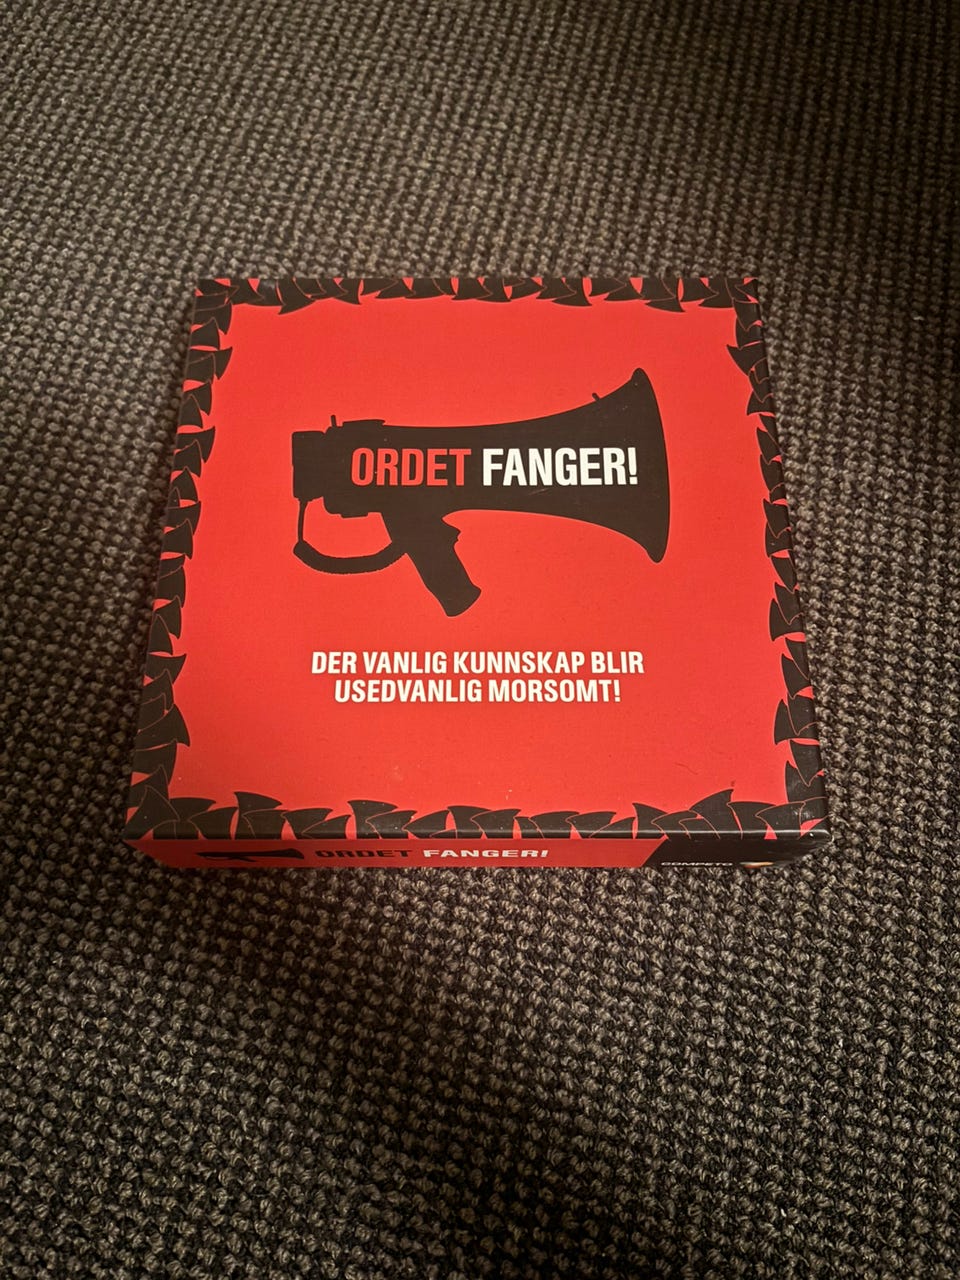 ORDET FANGER!
DER VANLIG KUNNSKAP BLIR
USEDVANLIG MORSOMT!
ORDET FANGER!
COMPETO